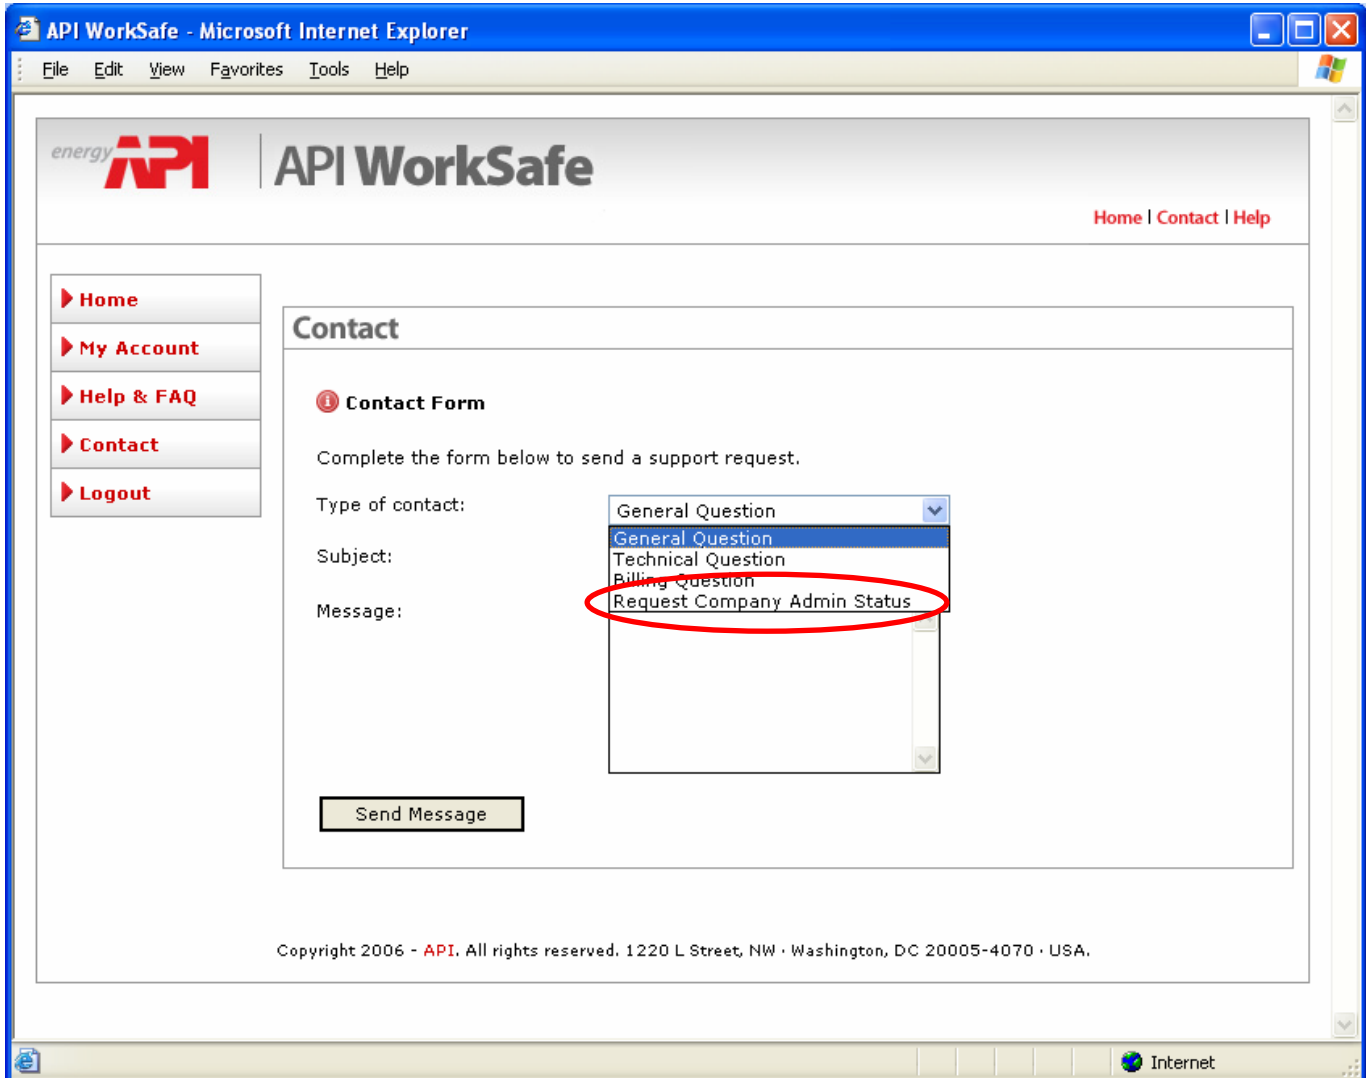 API WorkSafe - Microsoft Internet Explorer
File Edit View Favorites Tools Help
energy API
API WorkSafe
Home | Contact | Help
Home
My Account
Help & FAQ
Contact
Logout
Contact
Contact Form
Complete the form below to send a support request.
Type of contact:
General Question
General Question
Technical Question
Billing Question
Request Company Admin Status
Subject:
Message:
Send Message
Copyright 2006 - API. All rights reserved. 1220 L Street, NW · Washington, DC 20005-4070 · USA.
Internet